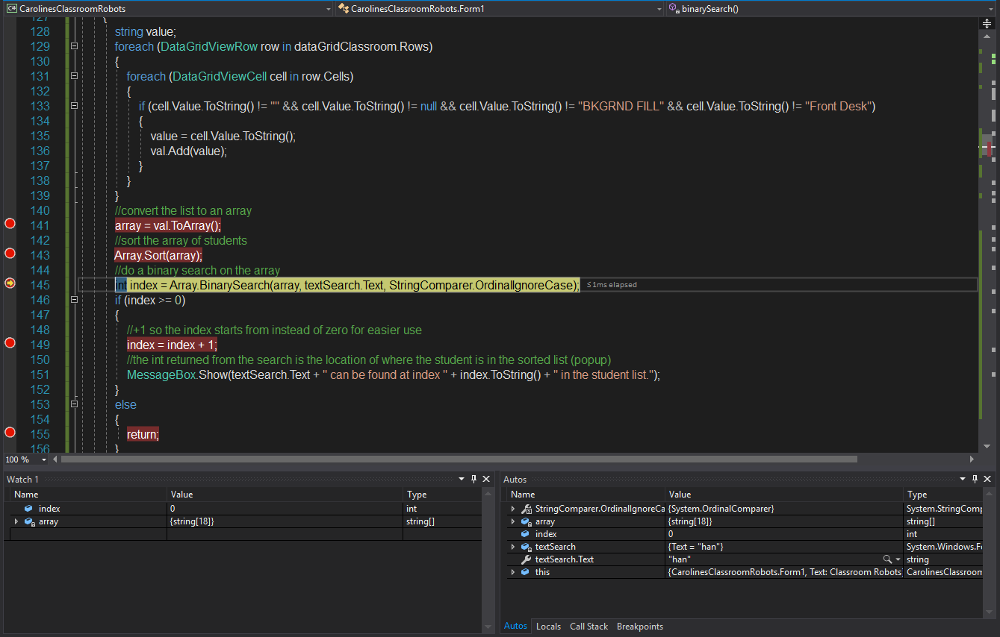 CarolinesClassroomRobots CarolinesClassroomRobots.Form1 binarySearch()
127 {
128 string value;
129 foreach (DataGridViewRow row in dataGridClassroom.Rows)
130 {
131 foreach (DataGridViewCell cell in row.Cells)
132 {
133 if (cell.Value.ToString() != "" && cell.Value.ToString() != null && cell.Value.ToString() != "BKGRND FILL" && cell.Value.ToString() != "Front Desk")
134 {
135 value = cell.Value.ToString();
136 val.Add(value);
137 }
138 }
139 }
140 //convert the list to an array
141 array = val.ToArray();
142 //sort the array of students
143 Array.Sort(array);
144 //do a binary search on the array
145 int index = Array.BinarySearch(array, textSearch.Text, StringComparer.OrdinalIgnoreCase); ≤1ms elapsed
146 if (index >= 0)
147 {
148 //+1 so the index starts from instead of zero for easier use
149 index = index + 1;
150 //the int returned from the search is the location of where the student is in the sorted list (popup)
151 MessageBox.Show(textSearch.Text + " can be found at index " + index.ToString() + " in the student list.");
152 }
153 else
154 {
155 return;
156 }
100 %
Watch 1
Name Value Type
index 0 int
array {string[18]} string[]
Autos
Name Value Type
StringComparer.OrdinalIgnoreCa {System.OrdinalComparer} System.StringComp
array {string[18]} string[]
index 0 int
textSearch {Text = "han"} System.Windows.Fo
textSearch.Text "han" string
this {CarolinesClassroomRobots.Form1, Text: Classroom Robots CarolinesClassroom
Autos Locals Call Stack Breakpoints